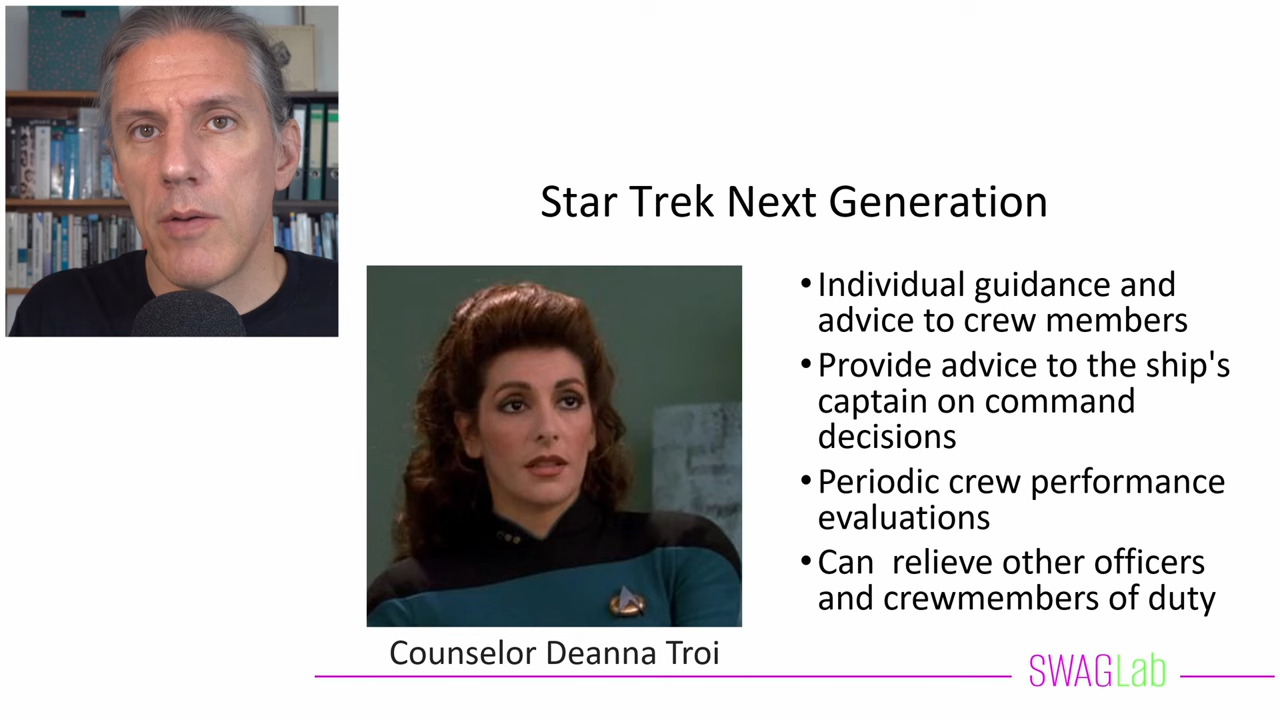 Star Trek Next Generation
• Individual guidance and
advice to crew members
• Provide advice to the ship's
captain on command
decisions
• Periodic crew performance
evaluations
• Can  relieve other officers
and crewmembers of duty
Counselor Deanna Troi
SWAGLab